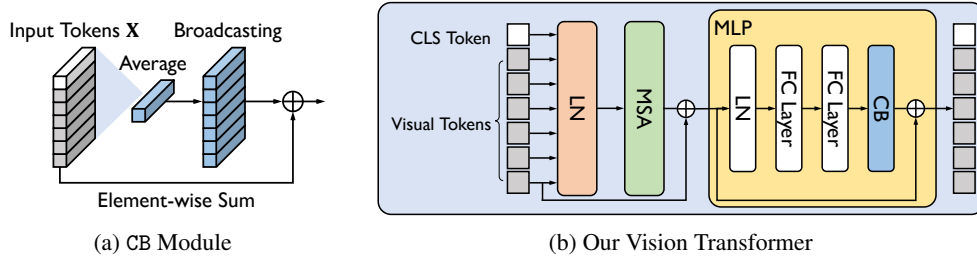 Input Tokens X
Broadcasting
Average
Element-wise Sum
(a) CB Module
CLS Token
Visual Tokens
LN
MSA
MLP
LN
FC Layer
FC Layer
CB
(b) Our Vision Transformer